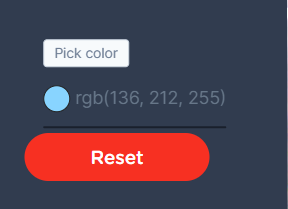 Pick color
rgb(136, 212, 255)
Reset